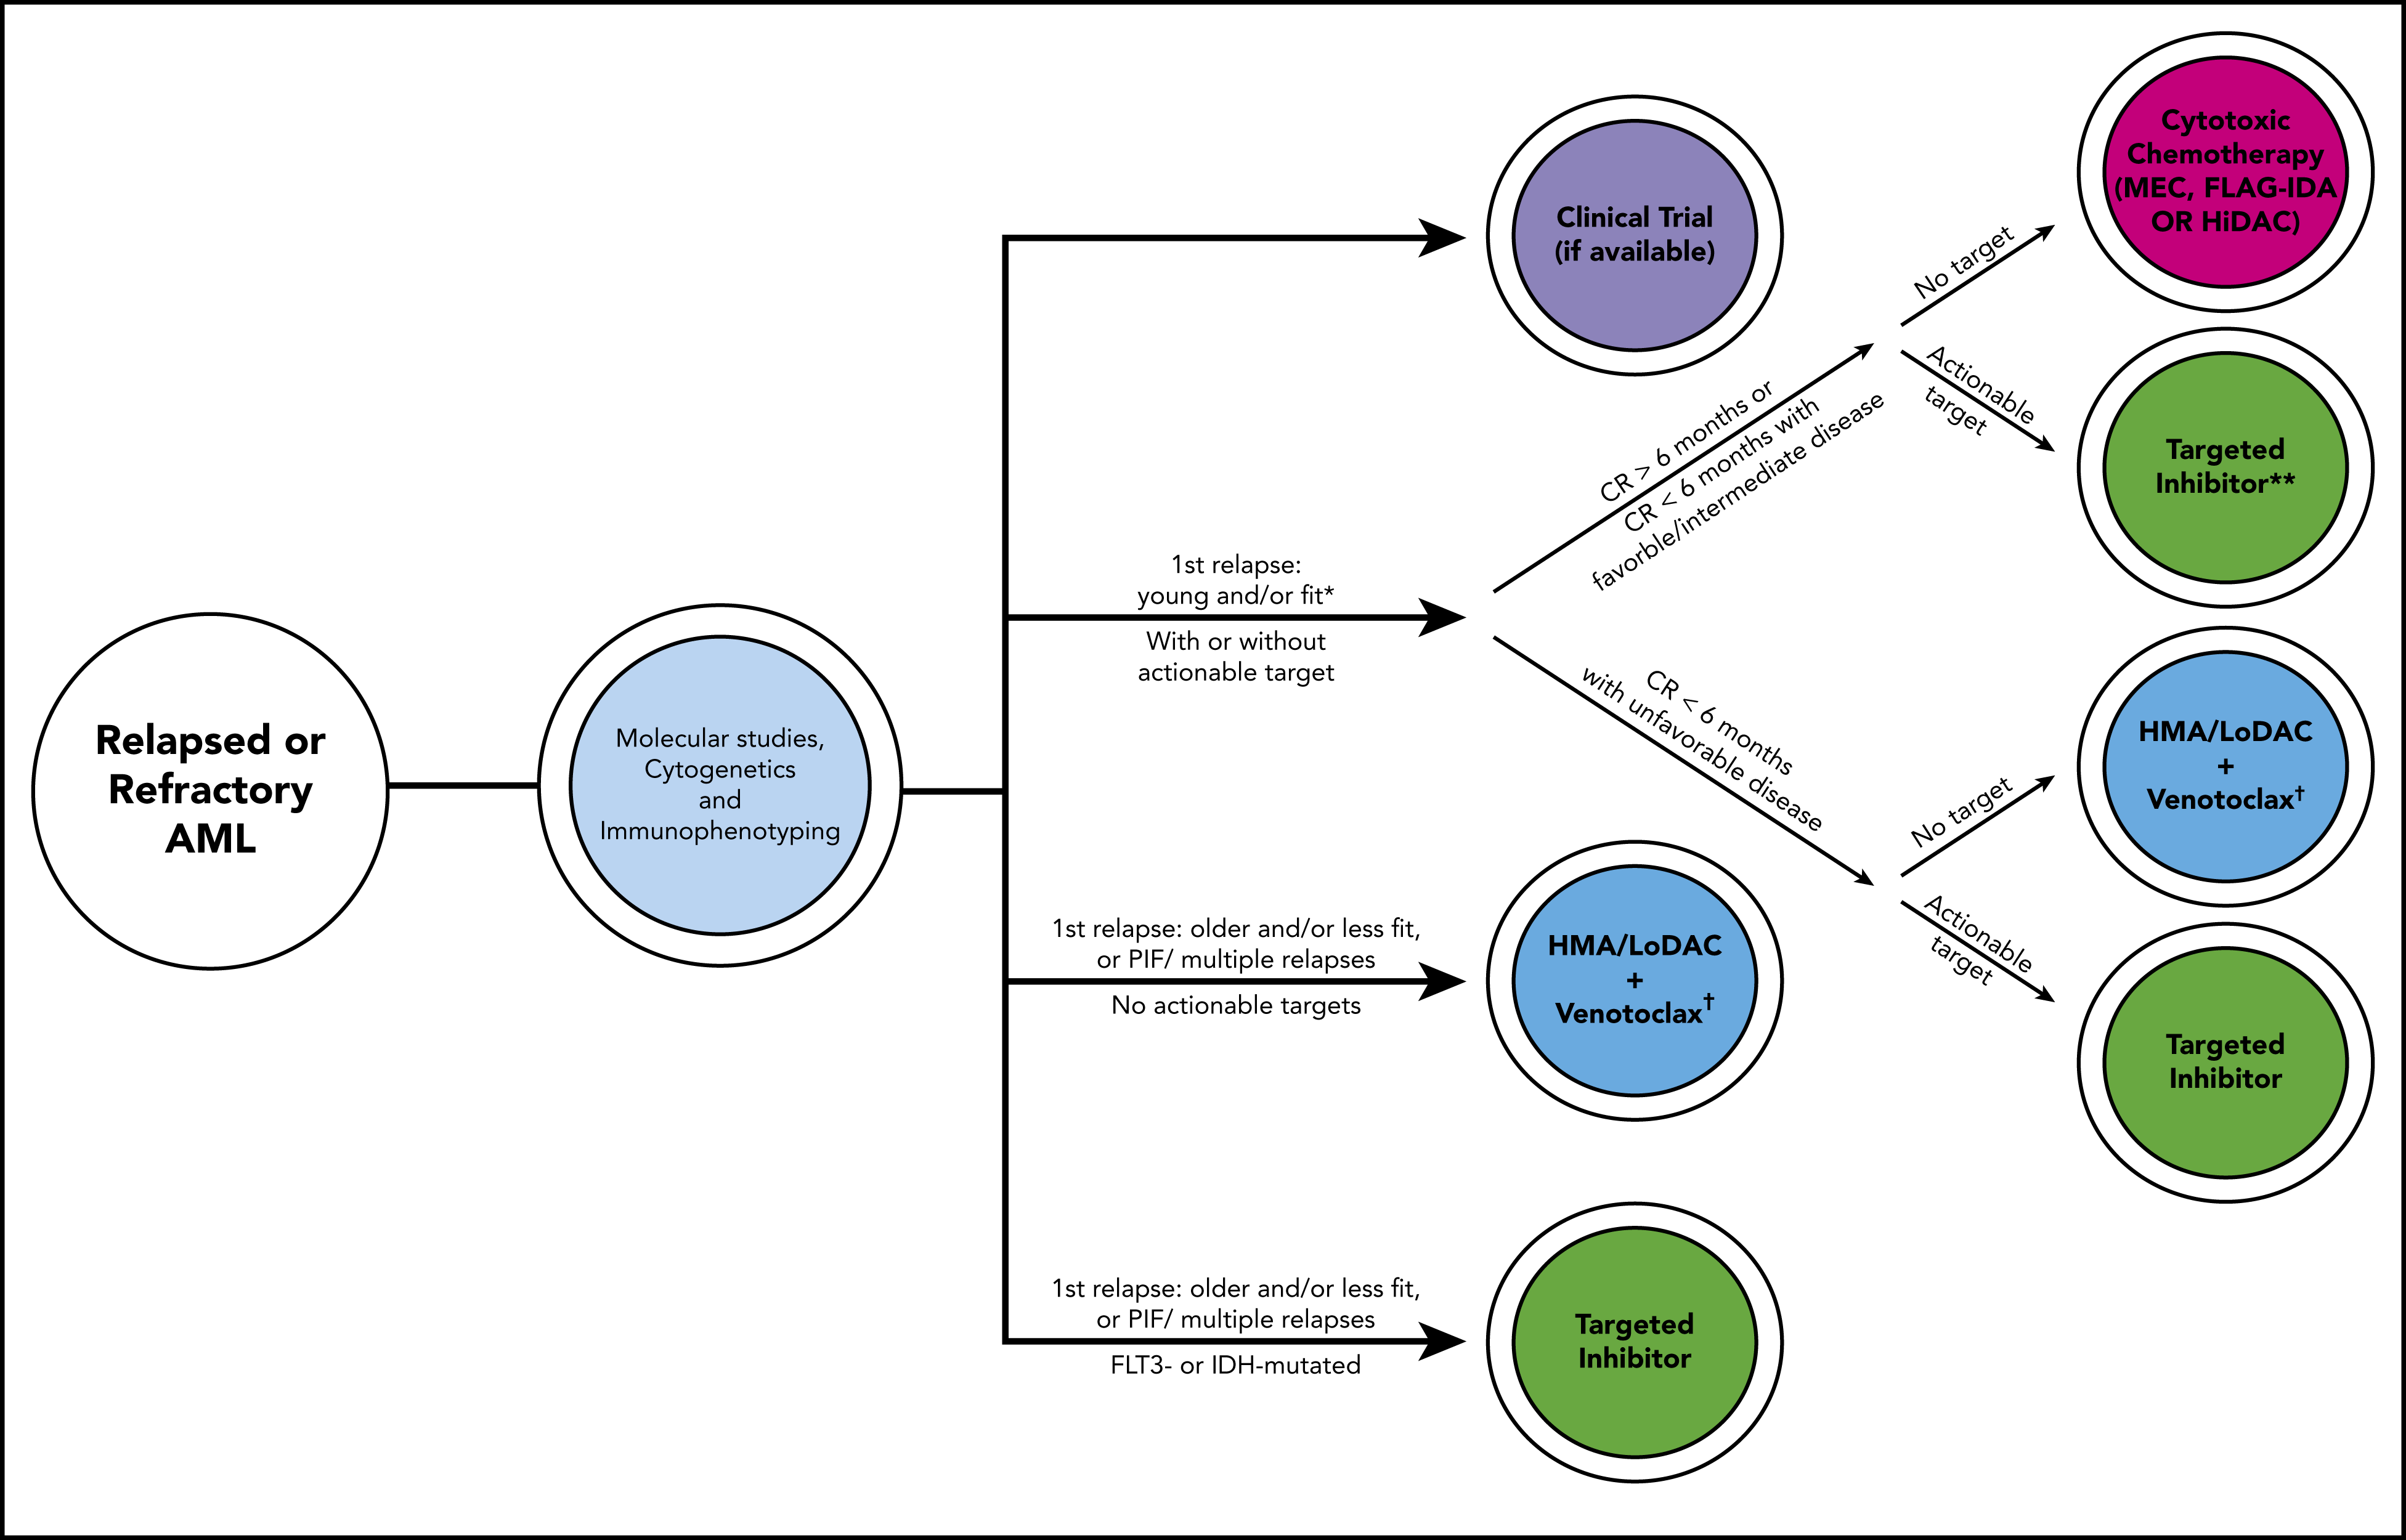 Relapsed or
Refractory
AML
Molecular studies,
Cytogenetics
and
Immunophenotyping
Clinical Trial
(if available)
1st relapse:
young and/or fit*
With or without
actionable target
CR > 6 months or
CR < 6 months with
favorble/intermediate disease
No target
Cytotoxic
Chemotherapy
(MEC, FLAG-IDA
OR HiDAC)
Actionable
target
Targeted
Inhibitor**
CR < 6 months
with unfavorable disease
No target
HMA/LoDAC
+
Venotoclax†
Actionable
target
Targeted
Inhibitor
1st relapse: older and/or less fit,
or PIF/ multiple relapses
No actionable targets
HMA/LoDAC
+
Venotoclax†
1st relapse: older and/or less fit,
or PIF/ multiple relapses
FLT3- or IDH-mutated
Targeted
Inhibitor